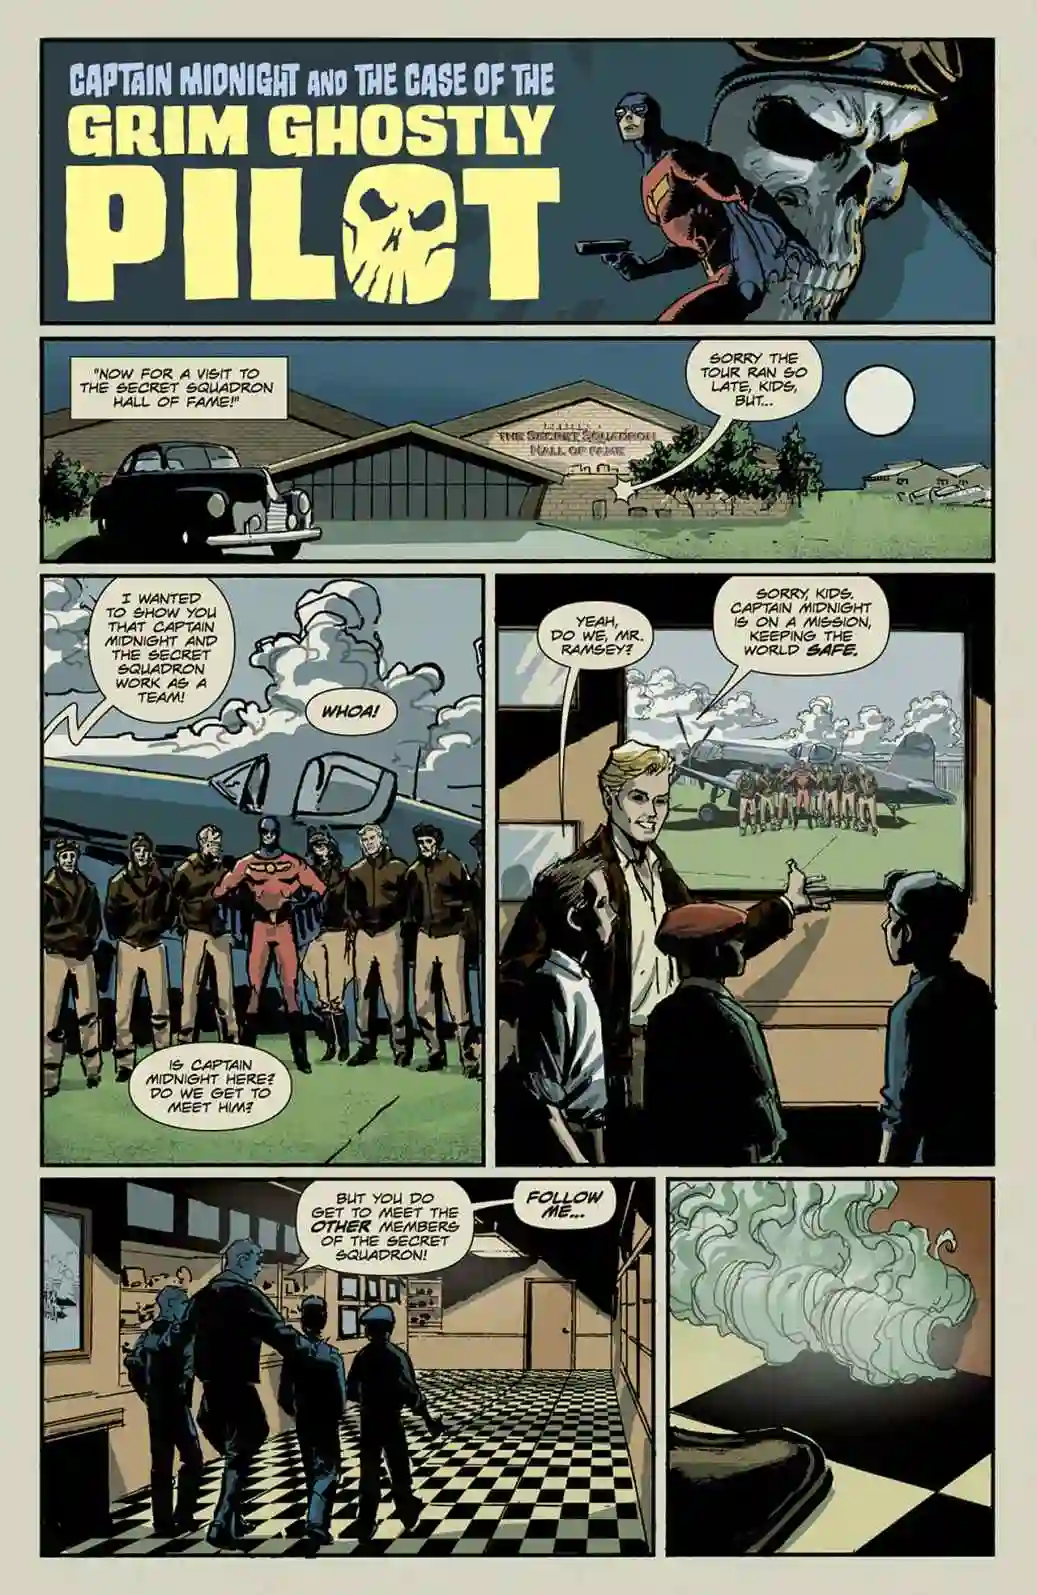 CAPTAIN MIDNIGHT AND THE CASE OF THE
GRIM GHOSTLY
PILOT
"NOW FOR A VISIT TO
THE SECRET SQUADRON
HALL OF FAME!"
SORRY THE
TOUR RAN SO
LATE, KIDS,
BUT...
THE SECRET SQUADRON
HALL OF FAME
I WANTED
TO SHOW YOU
THAT CAPTAIN
MIDNIGHT AND
THE SECRET
SQUADRON
WORK AS A
TEAM!
WHOA!
IS CAPTAIN
MIDNIGHT HERE?
DO WE GET TO
MEET HIM?
YEAH,
DO WE, MR.
RAMSEY?
SORRY, KIDS.
CAPTAIN MIDNIGHT
IS ON A MISSION,
KEEPING THE
WORLD SAFE.
BUT YOU DO
GET TO MEET THE
OTHER MEMBERS
OF THE SECRET
SQUADRON!
FOLLOW
ME...